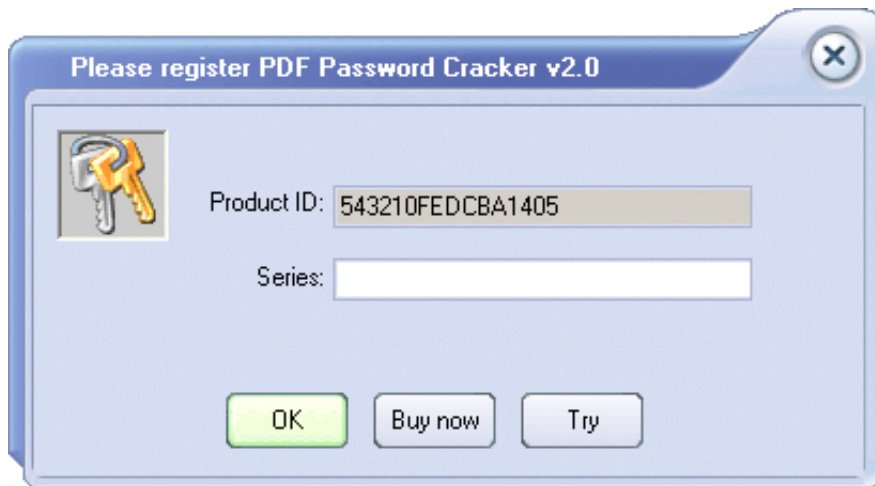 Please register PDF Password Cracker v2.0
Product ID: 543210FEDCBA1405
Series:
OK Buy now Try